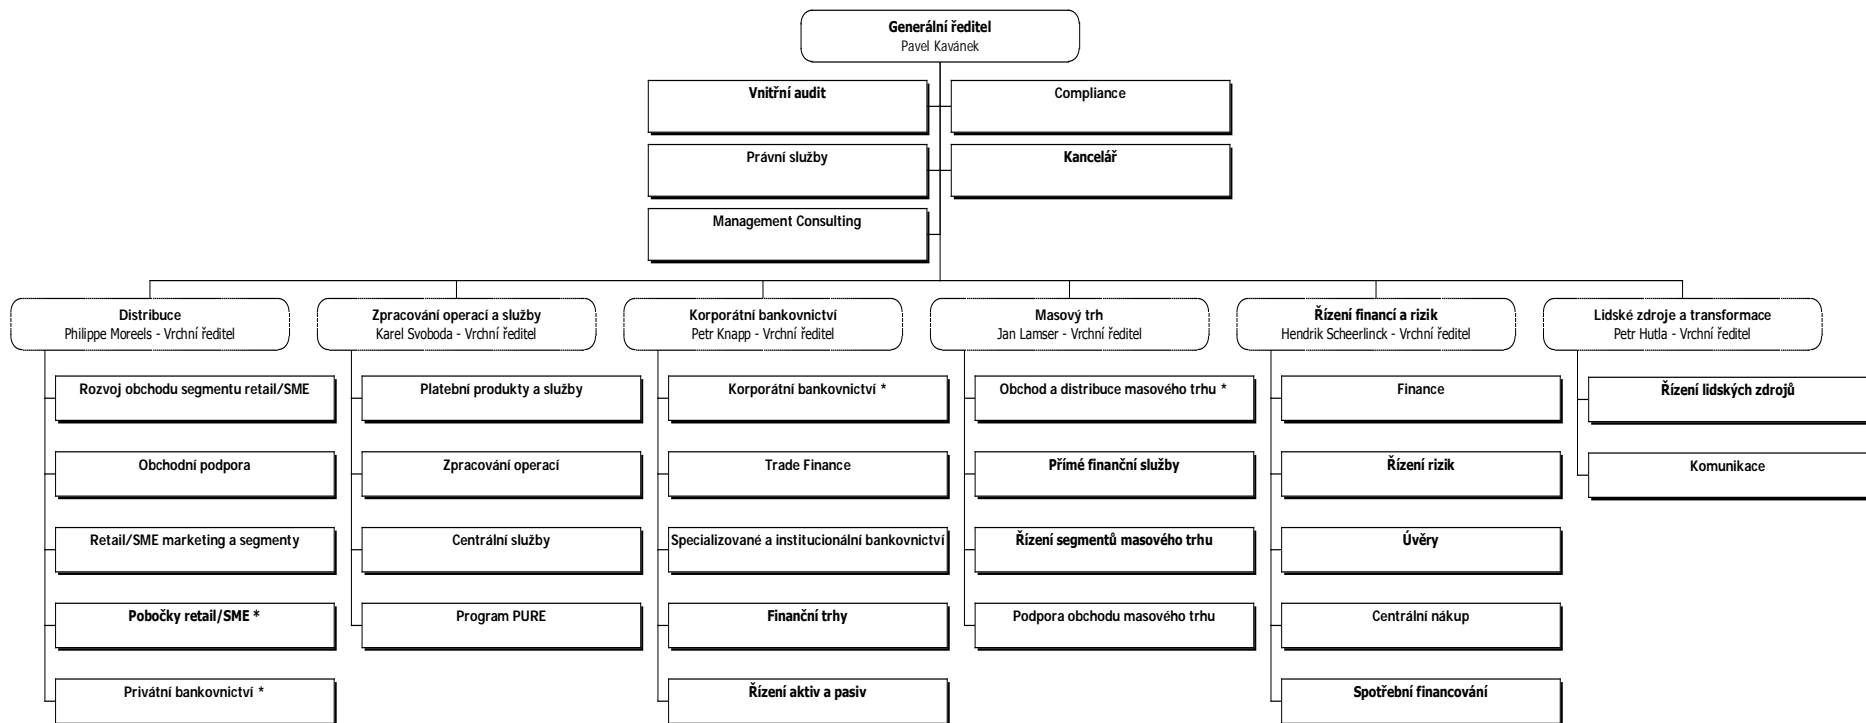 Generální ředitel
Pavel Kavánek
Vnitřní audit
Compliance
Právní služby
Kancelář
Management Consulting
Distribuce
Philippe Moreels - Vrchní ředitel
Rozvoj obchodu segmentu retail/SME
Obchodní podpora
Retail/SME marketing a segmenty
Pobočky retail/SME *
Privátní bankovnictví *
Zpracování operací a služby
Karel Svoboda - Vrchní ředitel
Platební produkty a služby
Zpracování operací
Centrální služby
Program PURE
Korporátní bankovnictví
Petr Knapp - Vrchní ředitel
Korporátní bankovnictví *
Trade Finance
Specializované a institucionální bankovnictví
Finanční trhy
Řízení aktiv a pasiv
Masový trh
Jan Lamser - Vrchní ředitel
Obchod a distribuce masového trhu *
Přímé finanční služby
Řízení segmentů masového trhu
Podpora obchodu masového trhu
Řízení financí a rizik
Hendrik Scheerlinck - Vrchní ředitel
Finance
Řízení rizik
Úvěry
Centrální nákup
Spotřební financování
Lidské zdroje a transformace
Petr Hutla - Vrchní ředitel
Řízení lidských zdrojů
Komunikace